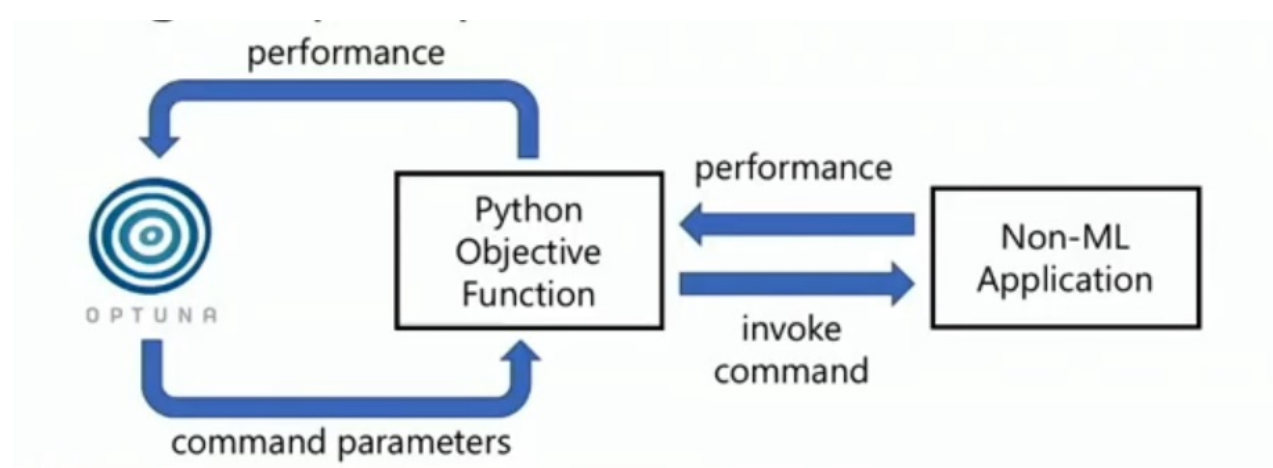 performance
performance
Python
Objective
Function
Non-ML
Application
OPTUNA
invoke
command
command parameters